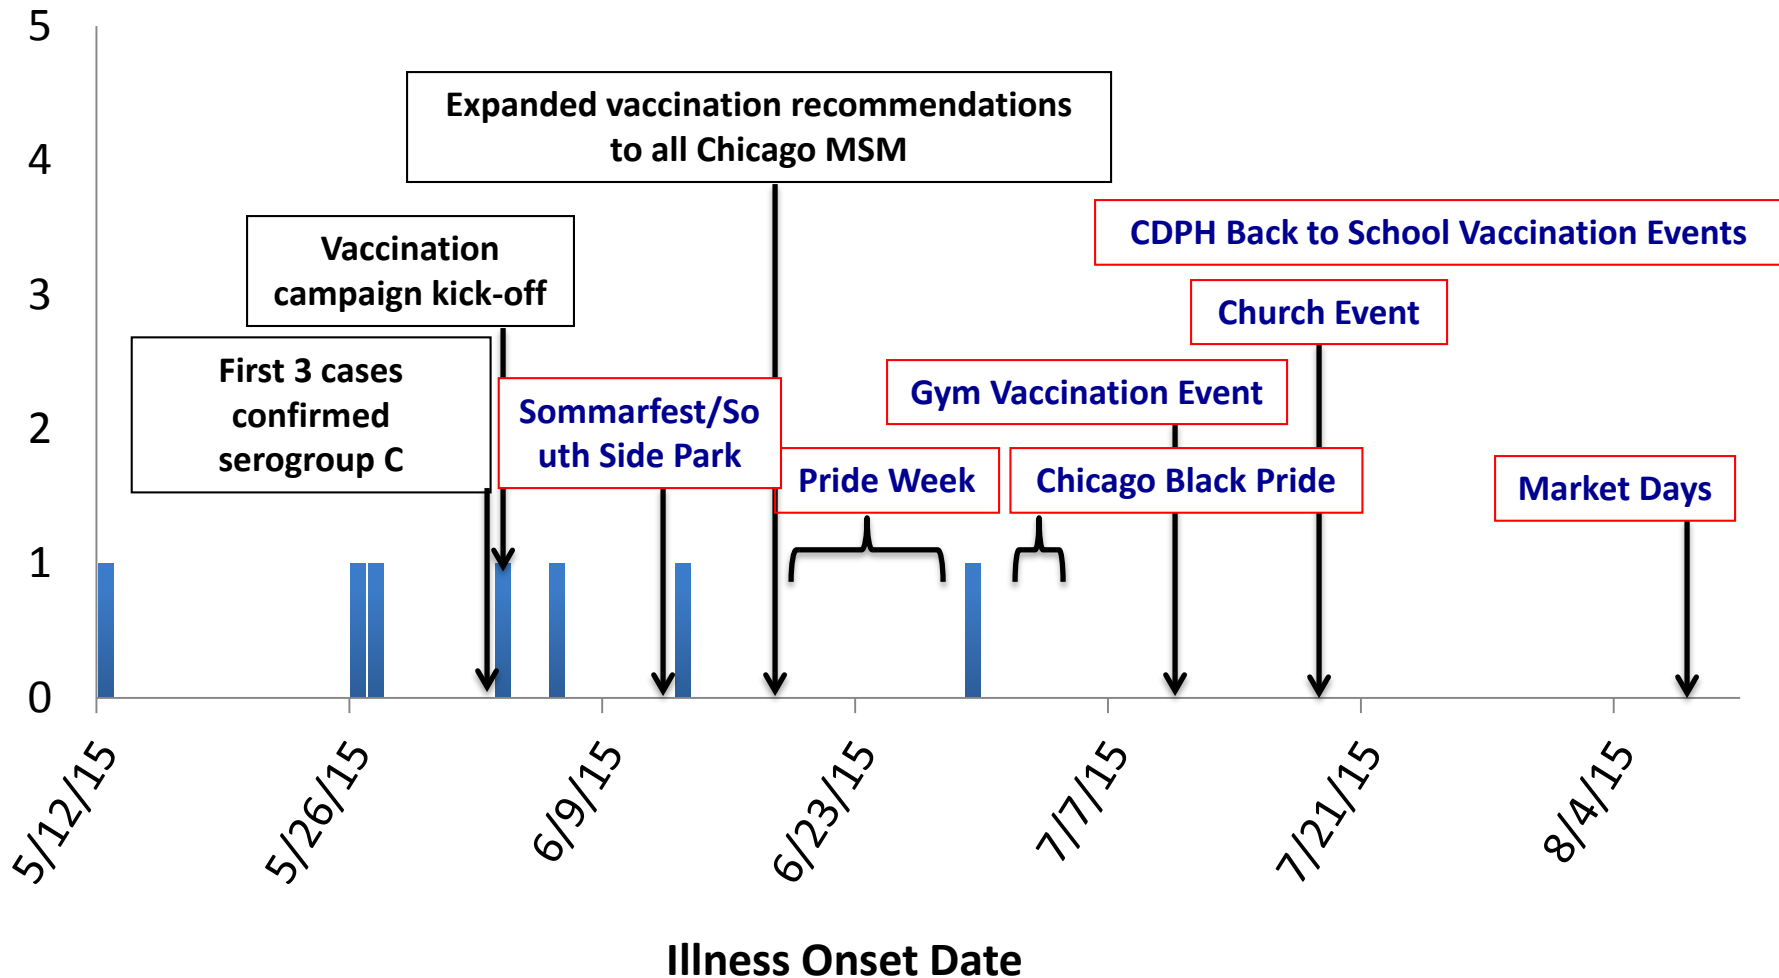 5
4
3
2
1
0
Expanded vaccination recommendations
to all Chicago MSM
Vaccination
campaign kick-off
First 3 cases
confirmed
serogroup C
Sommarfest/So
uth Side Park
Pride Week
CDPH Back to School Vaccination Events
Church Event
Gym Vaccination Event
Chicago Black Pride
Market Days
5/12/15
5/26/15
6/9/15
6/23/15
7/7/15
7/21/15
8/4/15
Illness Onset Date